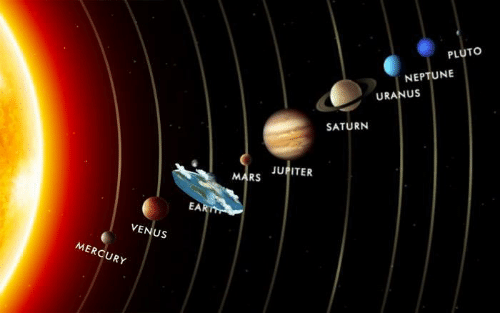 MERCURY
VENUS
EARTH
MARS
JUPITER
SATURN
URANUS
NEPTUNE
PLUTO